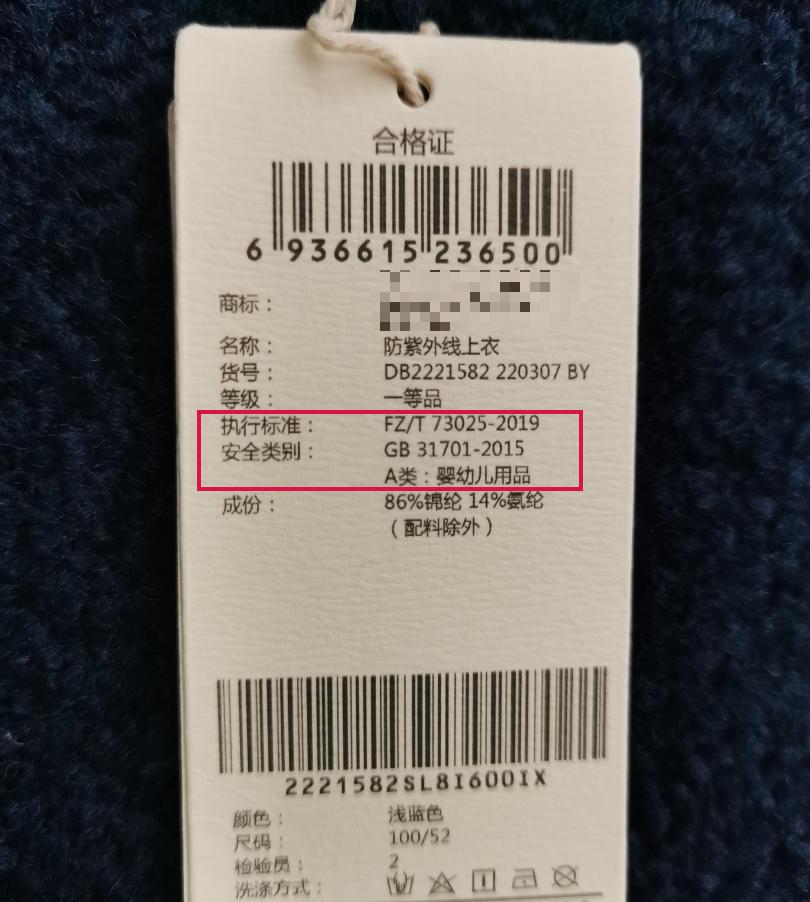 合格证
6 936615 236500
商标：
名称： 防紫外线上衣
货号： DB2221582 220307 BY
等级： 一等品
执行标准： FZ/T 73025-2019
安全类别： GB 31701-2015
A类：婴幼儿用品
成份： 86%锦纶 14%氨纶
（配料除外）
2221582SL8I600IX
颜色： 浅蓝色
尺码： 100/52
检验员： 2
洗涤方式：